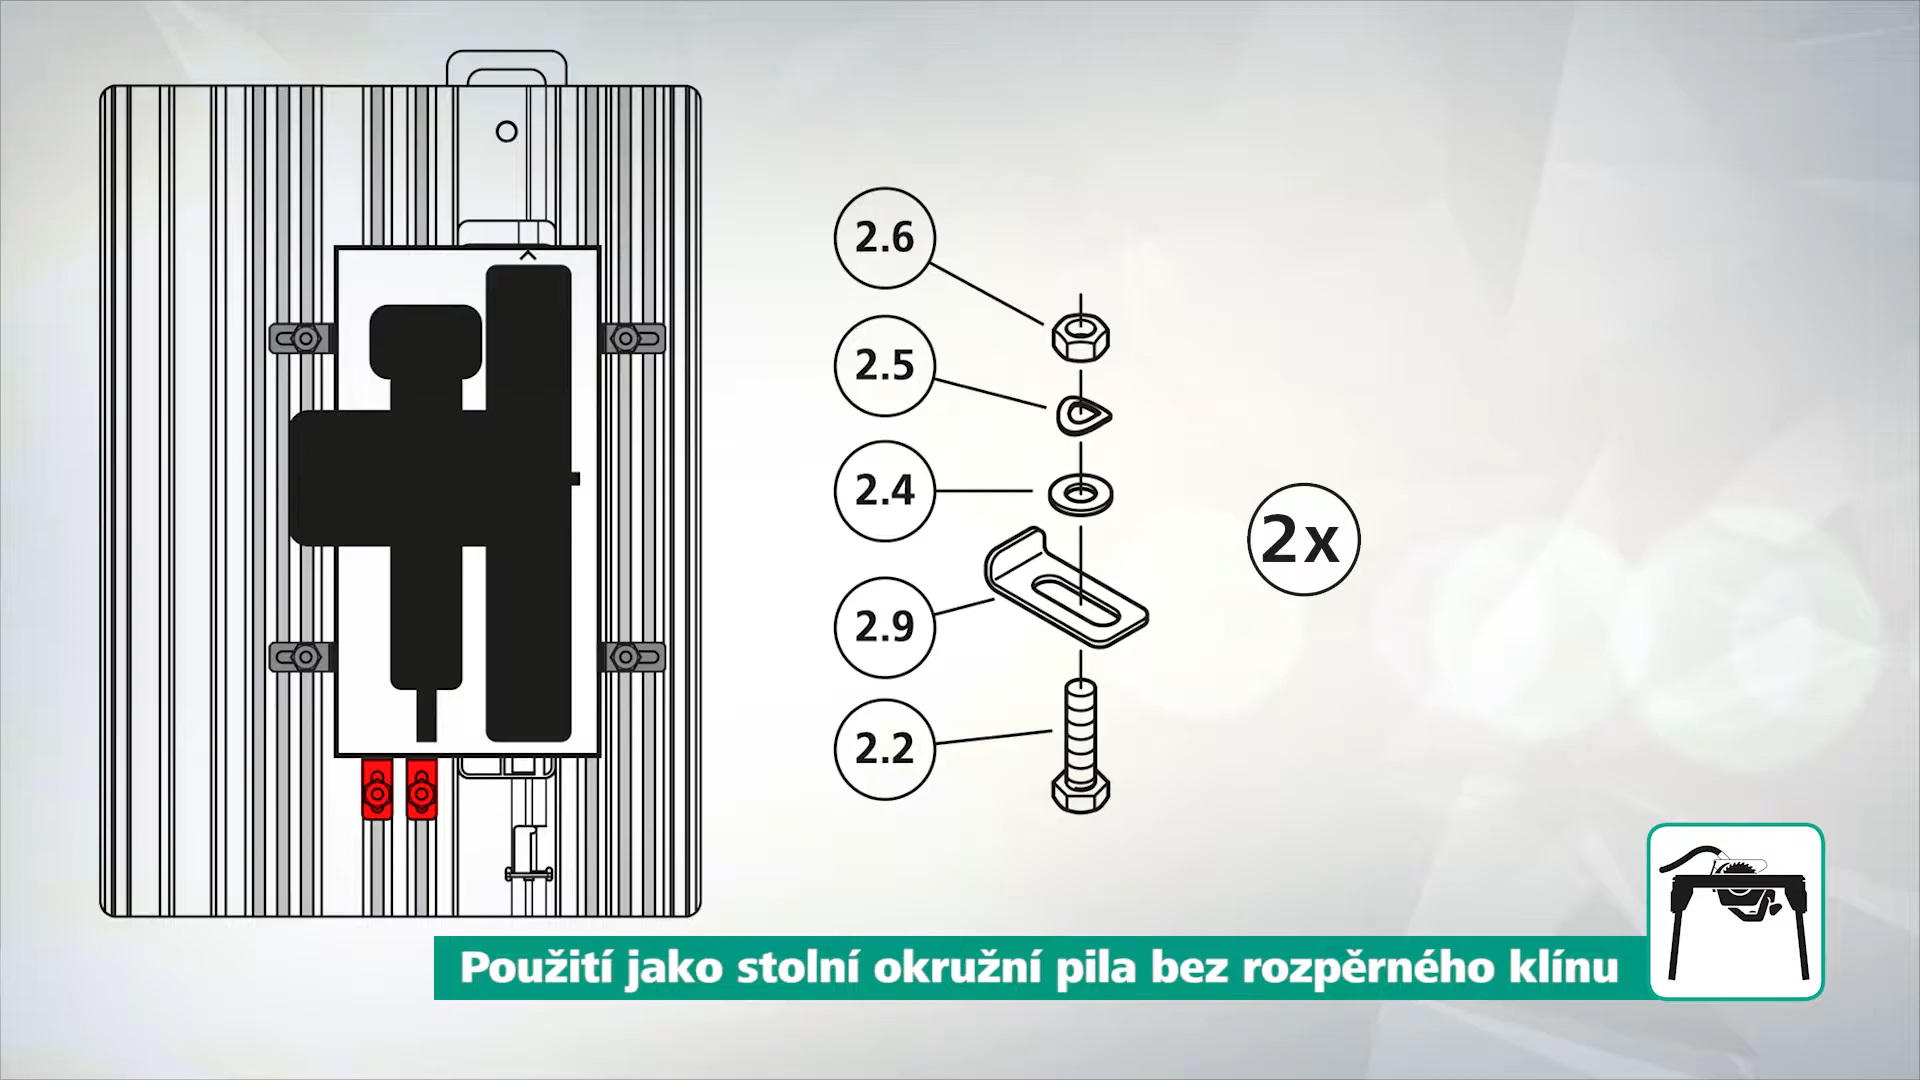 2.6
2.5
2.4
2x
2.9
2.2
Použití jako stolní okružní pila bez rozpěrného klínu